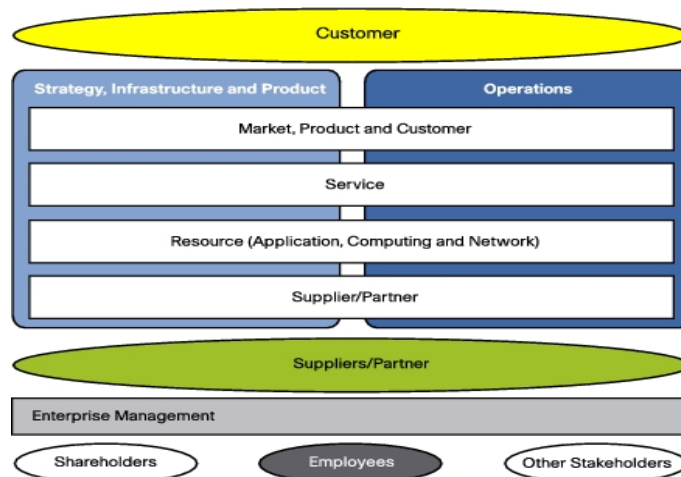 Customer
Strategy, Infrastructure and Product
Operations
Market, Product and Customer
Service
Resource (Application, Computing and Network)
Supplier/Partner
Suppliers/Partner
Enterprise Management
Shareholders
Employees
Other Stakeholders